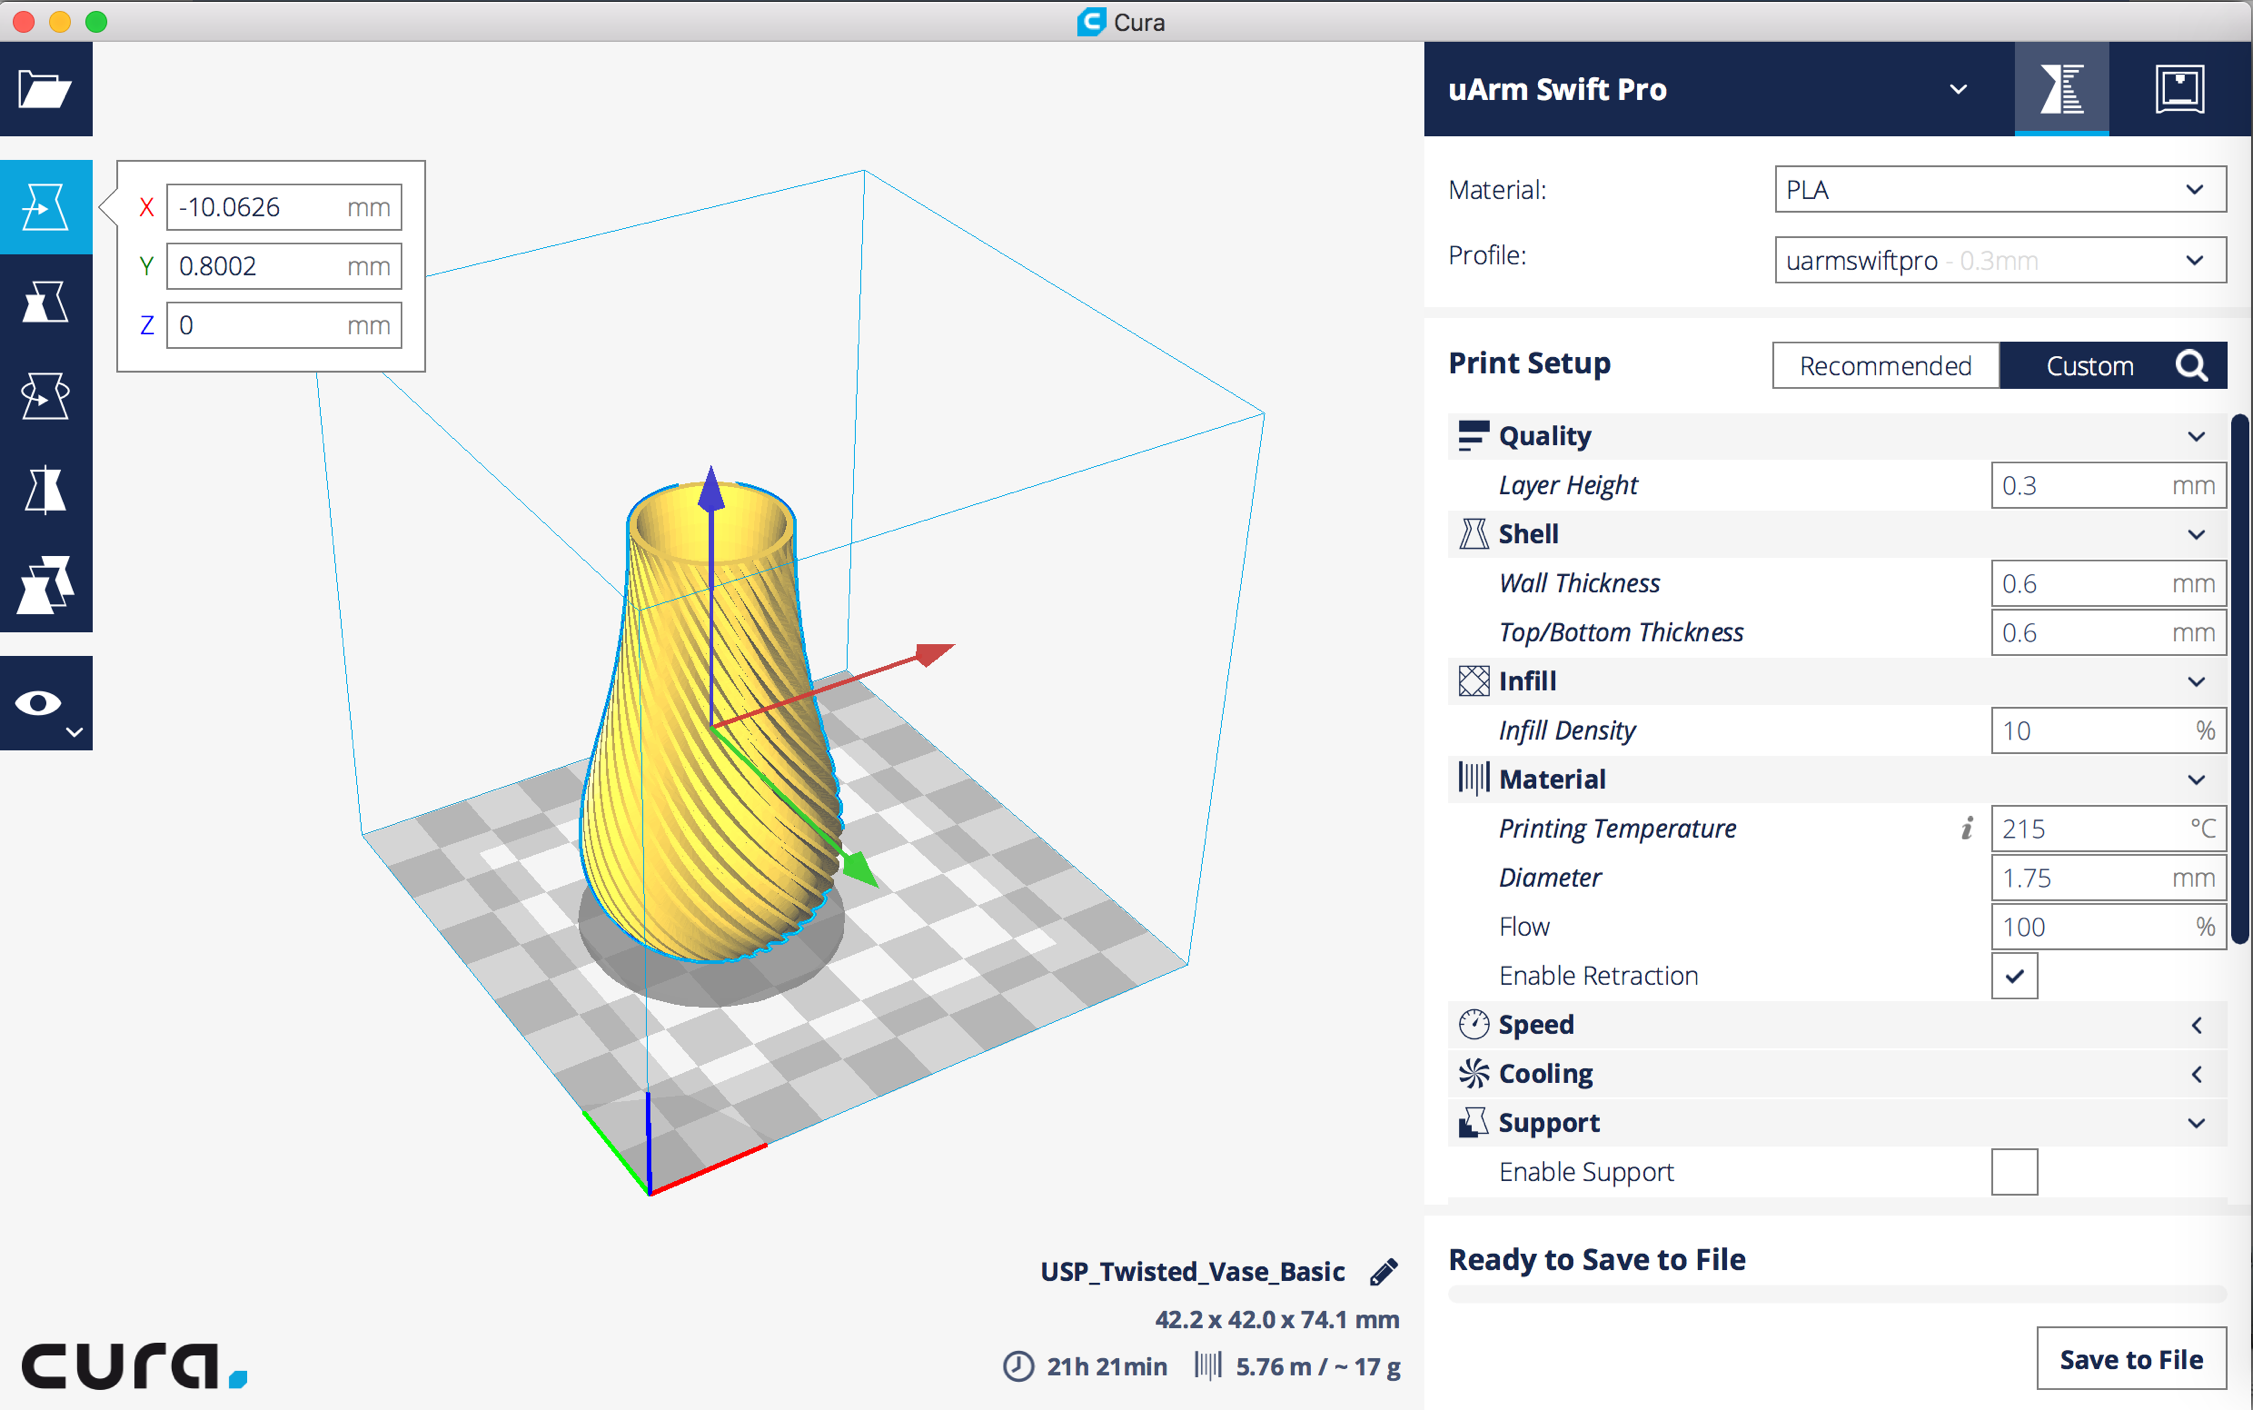 Cura
uArm Swift Pro
X -10.0626 mm
Y 0.8002 mm
Z 0 mm
Material: PLA
Profile: uarmswiftpro - 0.3mm
Print Setup Recommended Custom
Quality
Layer Height 0.3 mm
Shell
Wall Thickness 0.6 mm
Top/Bottom Thickness 0.6 mm
Infill
Infill Density 10 %
Material
Printing Temperature i 215 °C
Diameter 1.75 mm
Flow 100 %
Enable Retraction
Speed
Cooling
Support
Enable Support
USP_Twisted_Vase_Basic
42.2 x 42.0 x 74.1 mm
21h 21min 5.76 m / ~ 17 g
Ready to Save to File
Save to File
cura.